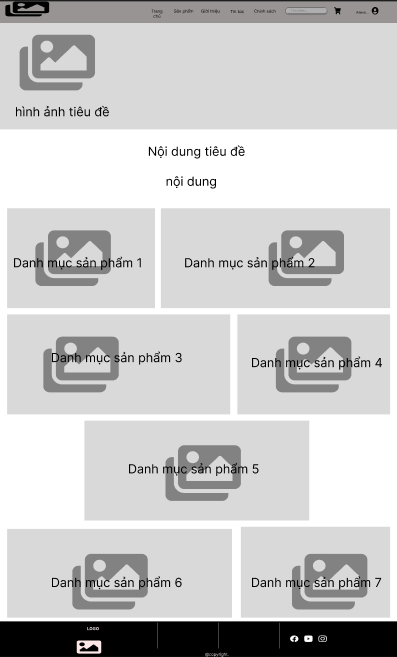 Trang chủ
Sản phẩm
Giới thiệu
Tin tức
Chính sách
hình ảnh tiêu đề
Nội dung tiêu đề
nội dung
Danh mục sản phẩm 1
Danh mục sản phẩm 2
Danh mục sản phẩm 3
Danh mục sản phẩm 4
Danh mục sản phẩm 5
Danh mục sản phẩm 6
Danh mục sản phẩm 7
LOGO
@copyright.